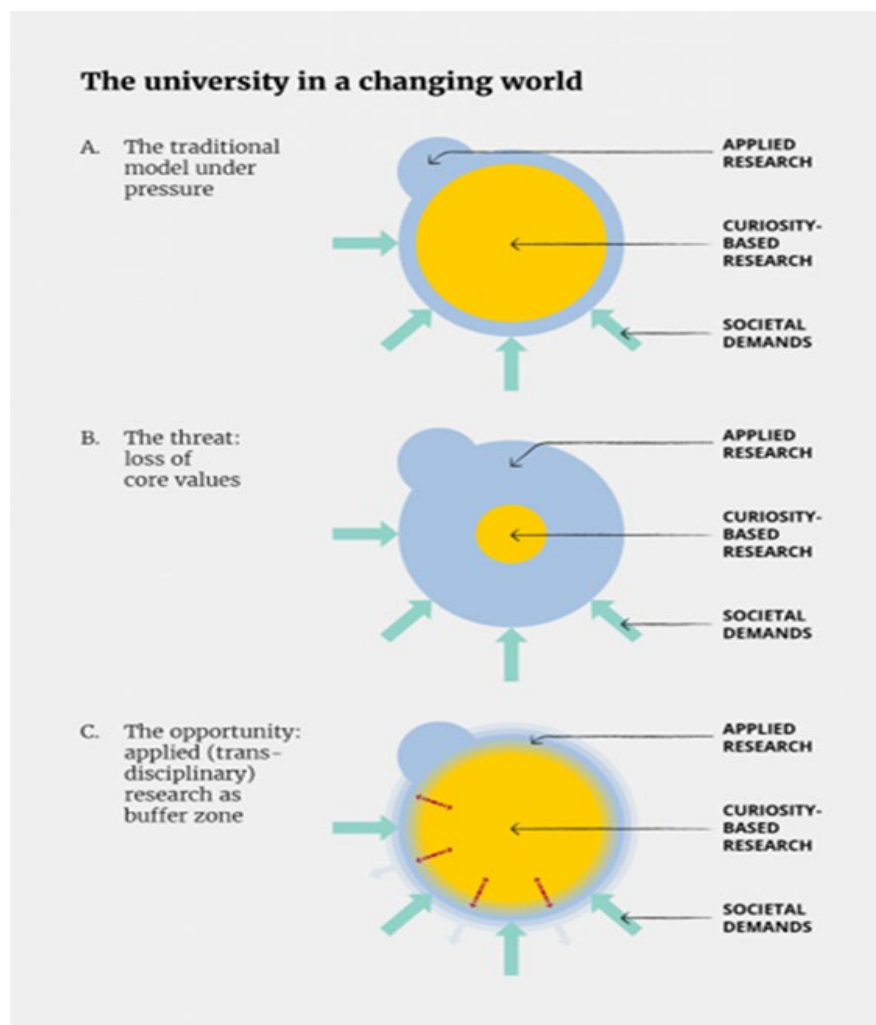 The university in a changing world
A. The traditional
model under
pressure
APPLIED
RESEARCH
CURIOSITY-
BASED
RESEARCH
SOCIETAL
DEMANDS
B. The threat:
loss of
core values
APPLIED
RESEARCH
CURIOSITY-
BASED
RESEARCH
SOCIETAL
DEMANDS
C. The opportunity:
applied (trans-
disciplinary)
research as
buffer zone
APPLIED
RESEARCH
CURIOSITY-
BASED
RESEARCH
SOCIETAL
DEMANDS